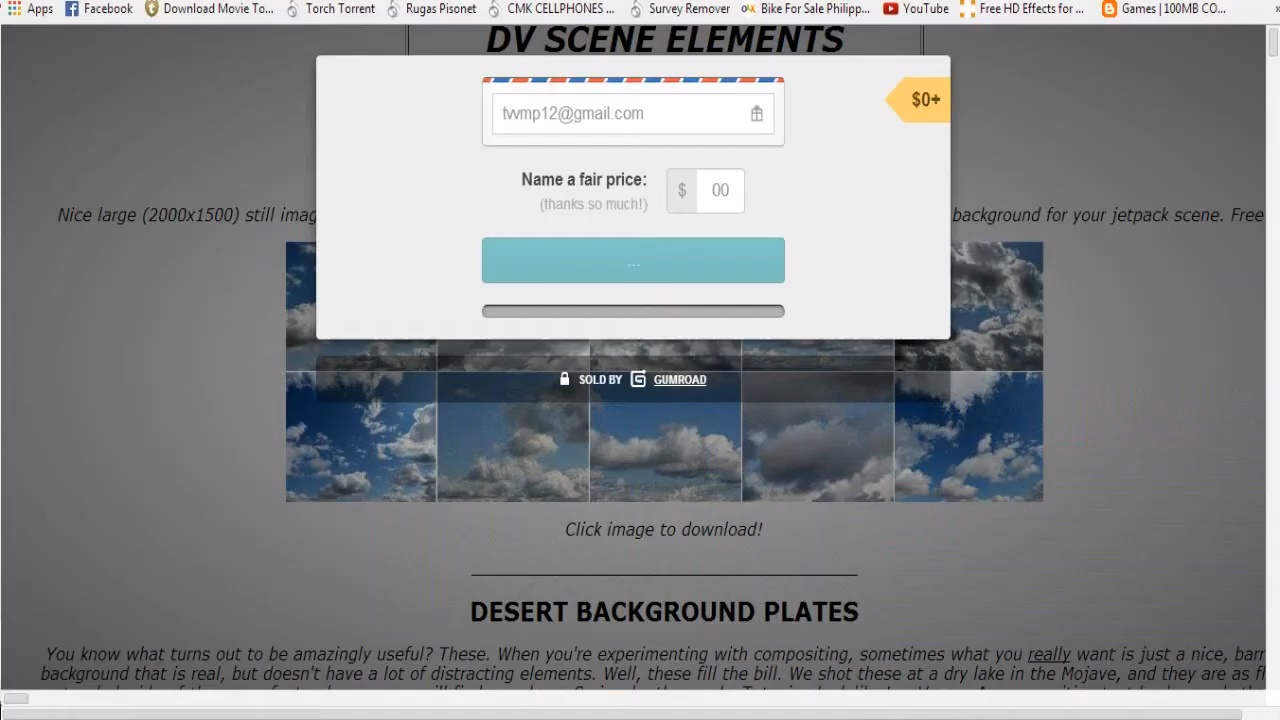 Apps Facebook Download Movie To... Torch Torrent Rugas Pisonet CMK CELLPHONES ... Survey Remover Bike For Sale Philipp... YouTube Free HD Effects for ... Games | 100MB CO... »
DV SCENE ELEMENTS
tvvmp12@gmail.com
$0+
Name a fair price:
$ 00
(thanks so much!)
Nice large (2000x1500) still imag background for your jetpack scene. Free
...
SOLD BY GUMROAD
Click image to download!
DESERT BACKGROUND PLATES
You know what turns out to be amazingly useful? These. When you're experimenting with compositing, sometimes what you really want is just a nice, barr
background that is real, but doesn't have a lot of distracting elements. Well, these fill the bill. We shot these at a dry lake in the Mojave, and they are as fl